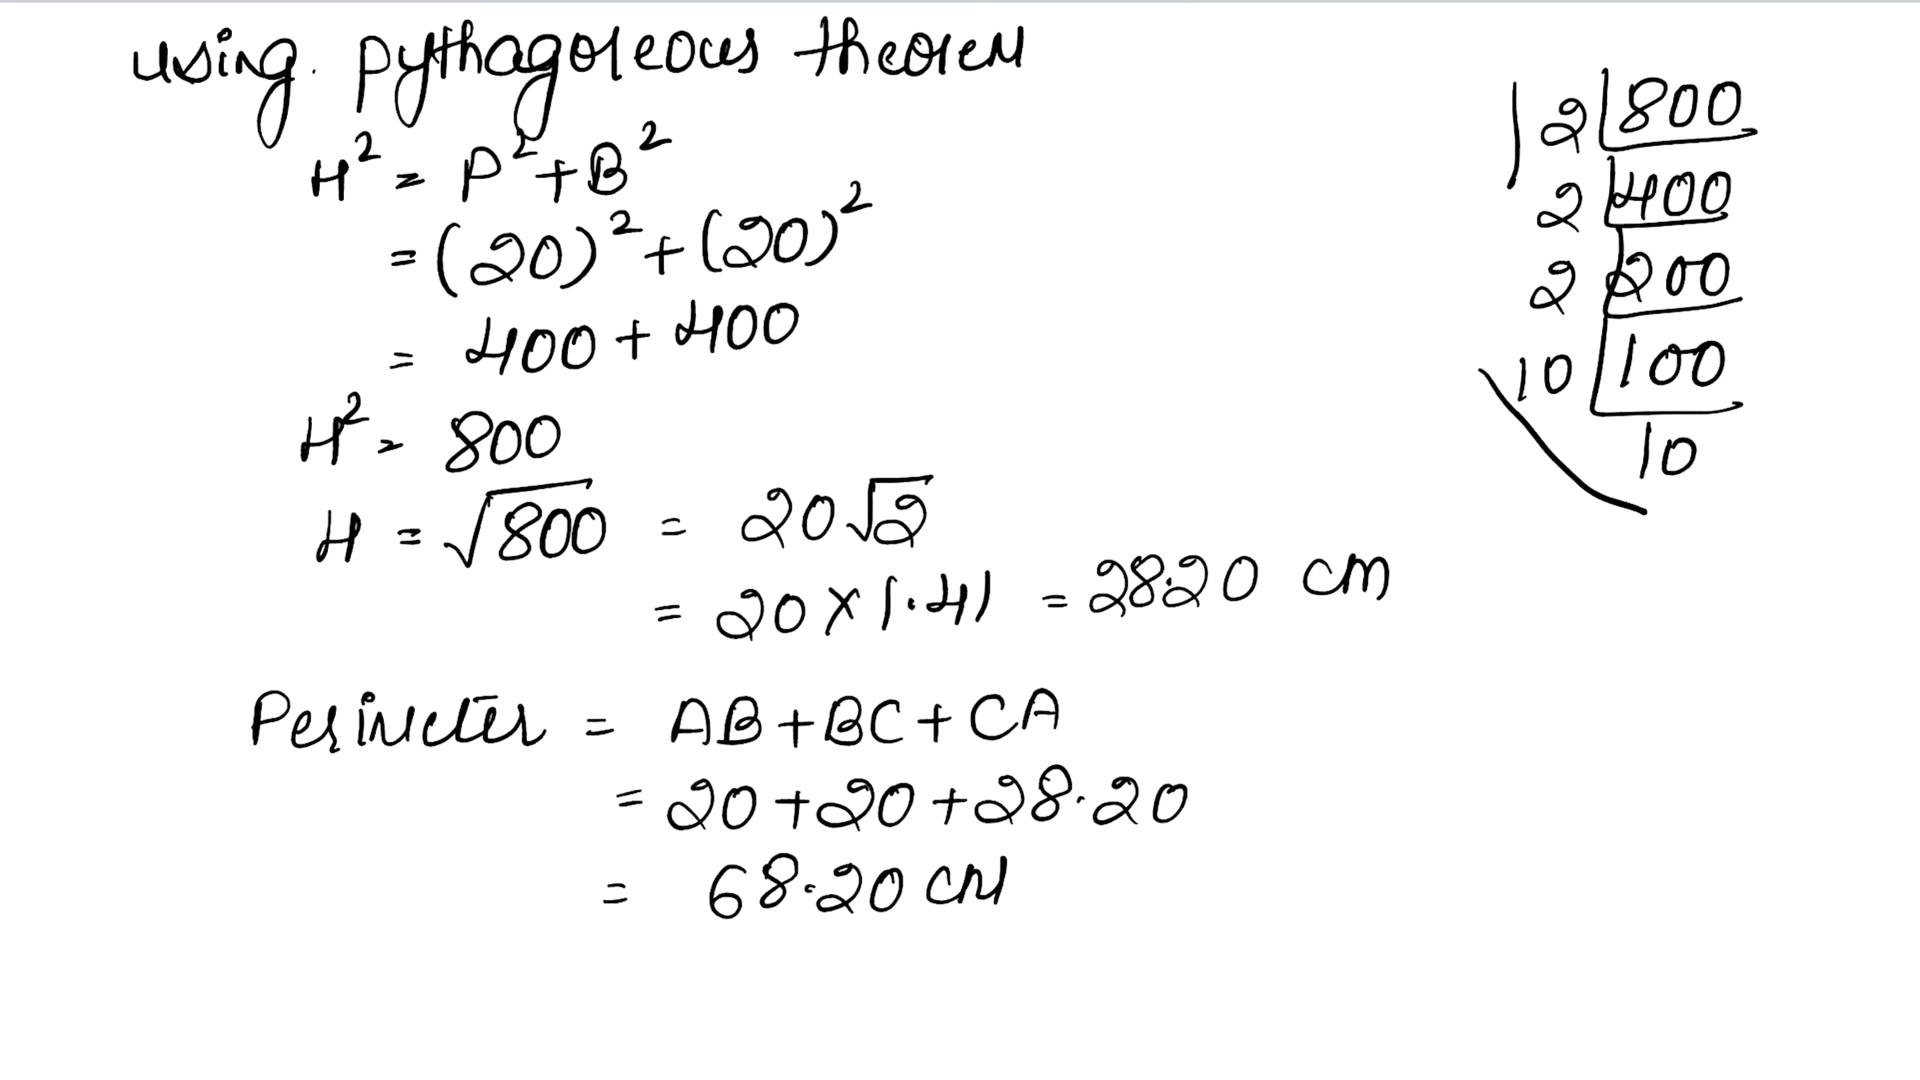 using. pythagoreous theorem
H² = P² + B²
= (20)² + (20)²
= 400 + 400
H² = 800
H = √800 = 20√2
= 20 × 1.41 = 28.20 cm
Perimeter = AB + BC + CA
= 20 + 20 + 28.20
= 68.20 cm
2 | 800
2 | 400
2 | 200
10 | 100
10